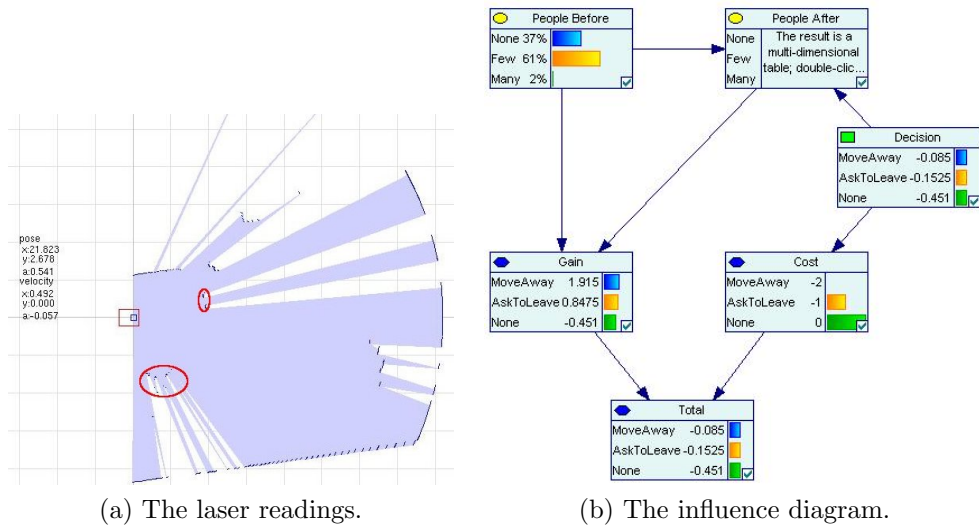 pose
x:21.823
y:2.678
a:0.541
velocity
x:0.492
y:0.000
a:-0.057
(a) The laser readings.
People Before
None 37%
Few 61%
Many 2%
People After
None
Few
Many
The result is a
multi-dimensional
table; double-clic...
Decision
MoveAway -0.085
AskToLeave -0.1525
None -0.451
Gain
MoveAway 1.915
AskToLeave 0.8475
None -0.451
Cost
MoveAway -2
AskToLeave -1
None 0
Total
MoveAway -0.085
AskToLeave -0.1525
None -0.451
(b) The influence diagram.